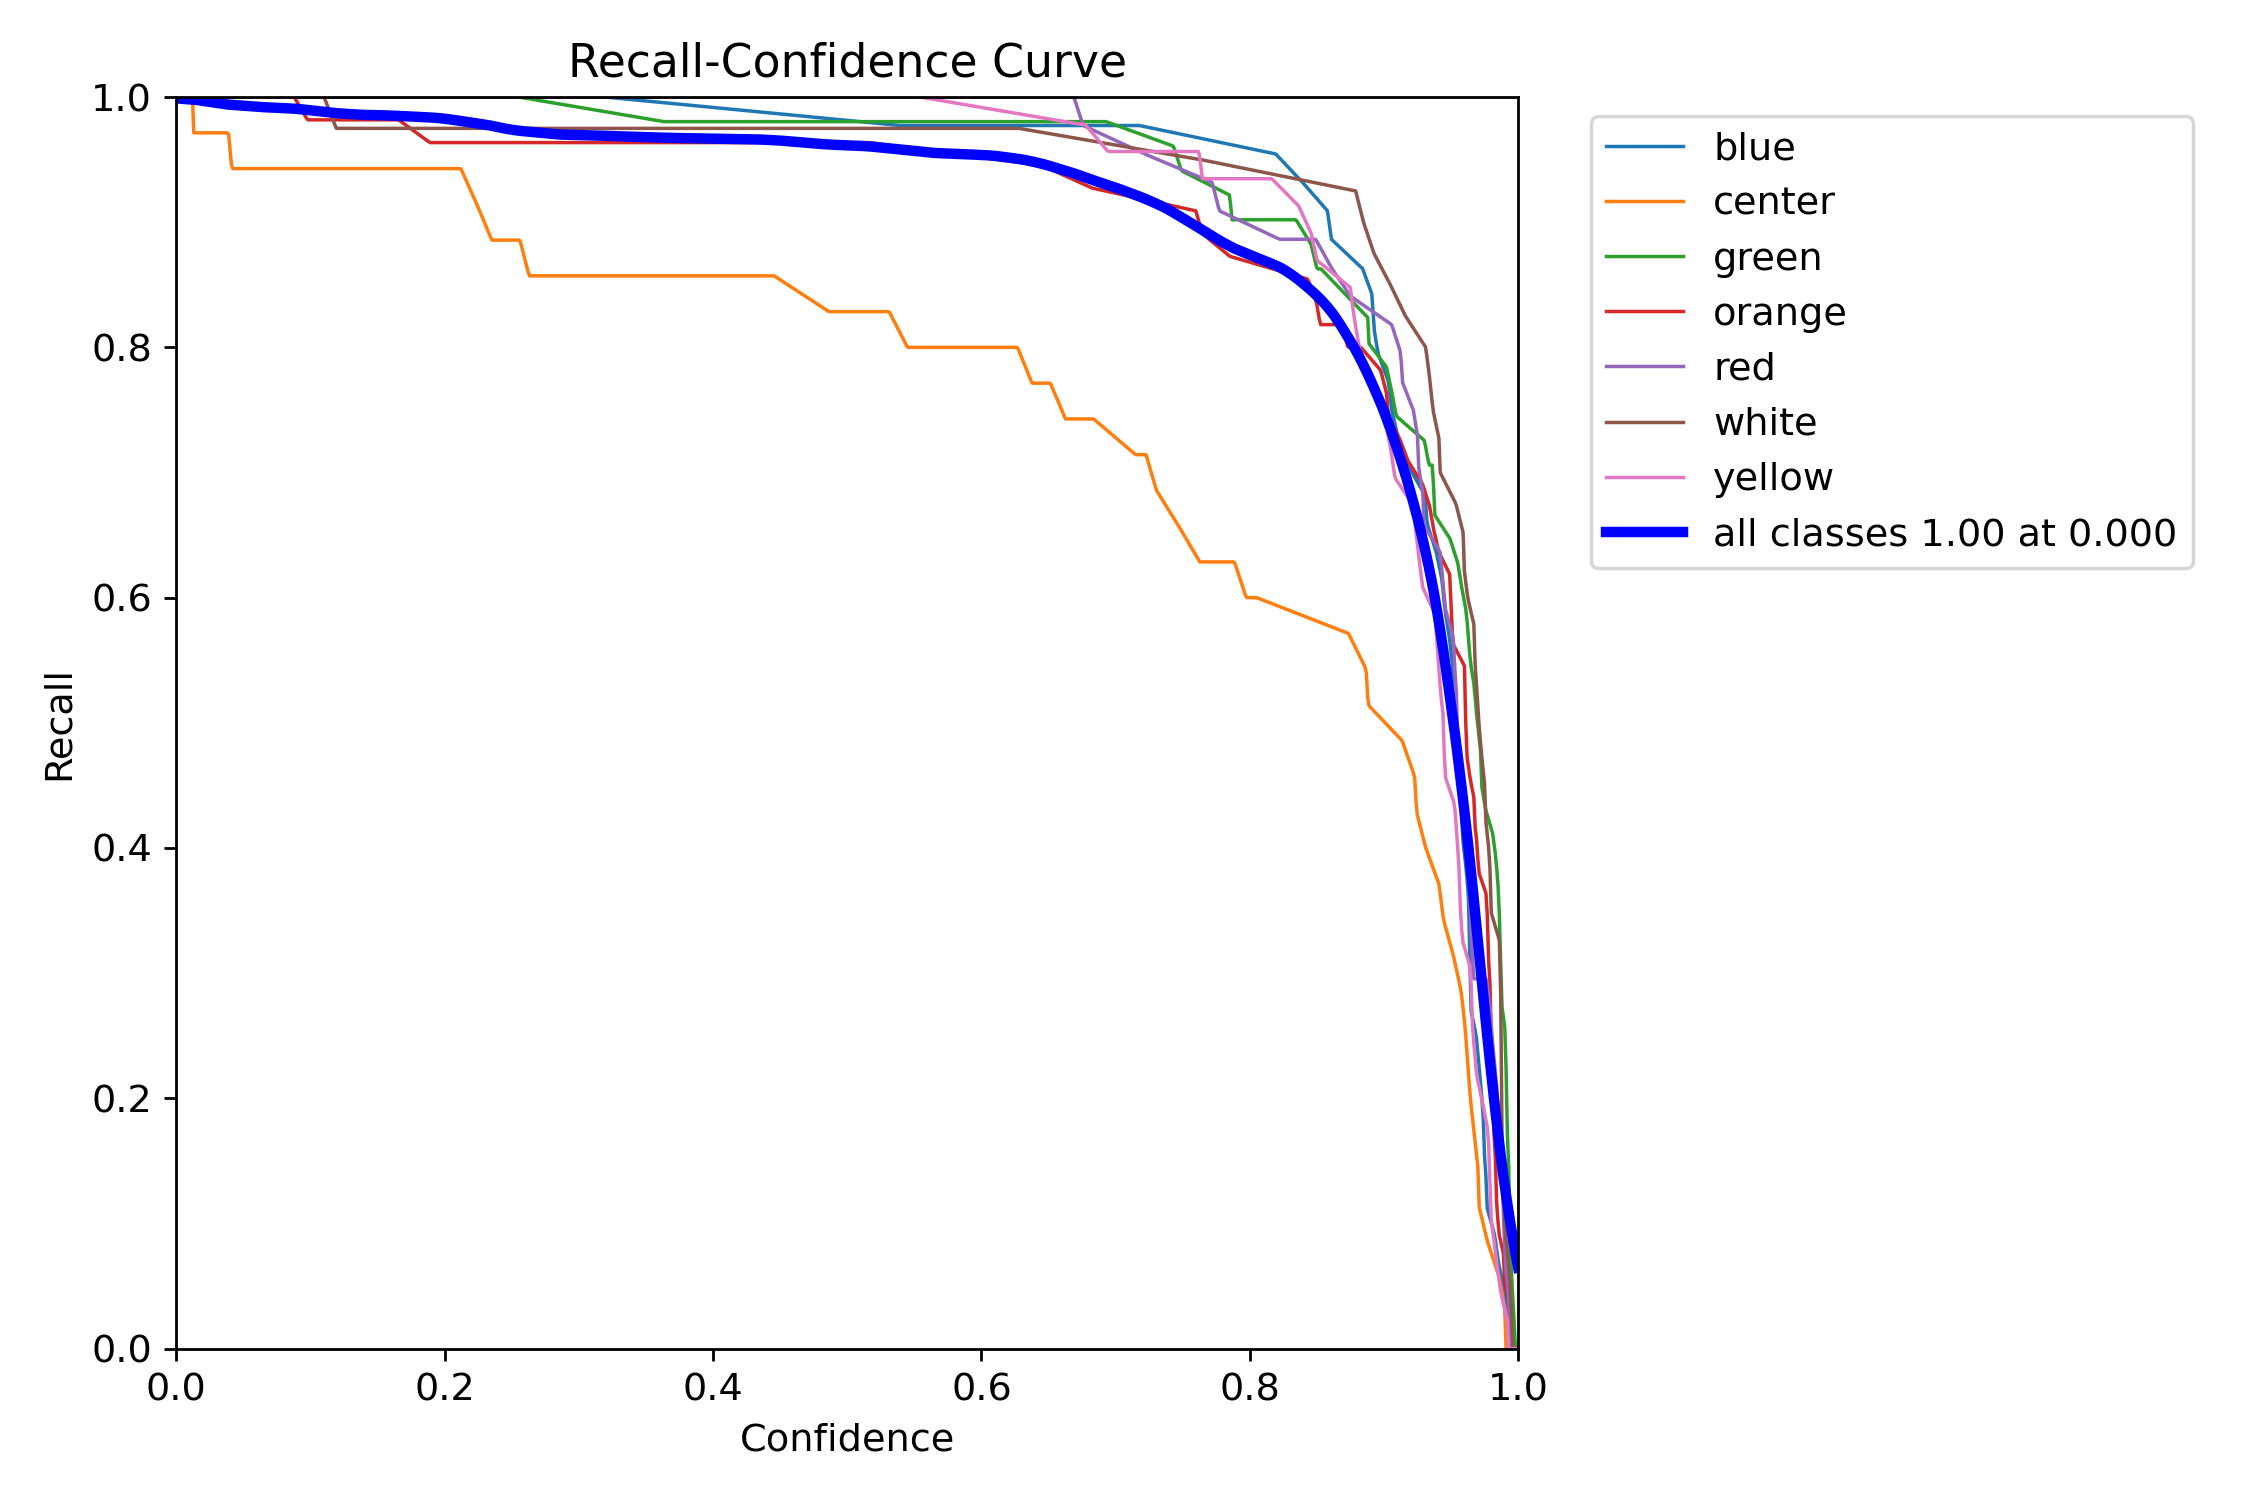 Recall-Confidence Curve
1.0
0.8
0.6
0.4
0.2
0.0
Recall
0.0 0.2 0.4 0.6 0.8 1.0
Confidence
blue
center
green
orange
red
white
yellow
all classes 1.00 at 0.000